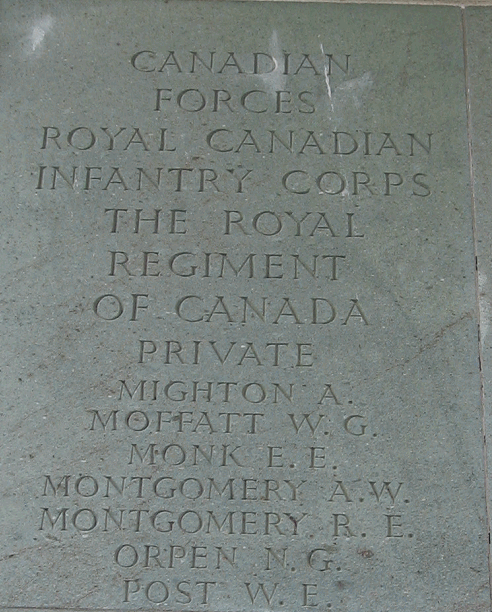 CANADIAN
FORCES
ROYAL CANADIAN
INFANTRY CORPS
THE ROYAL
REGIMENT
OF CANADA
PRIVATE
MIGHTON A.
MOFFATT W. G.
MONK E. E.
MONTGOMERY A. W.
MONTGOMERY R. E.
ORPEN N. G.
POST W. E.